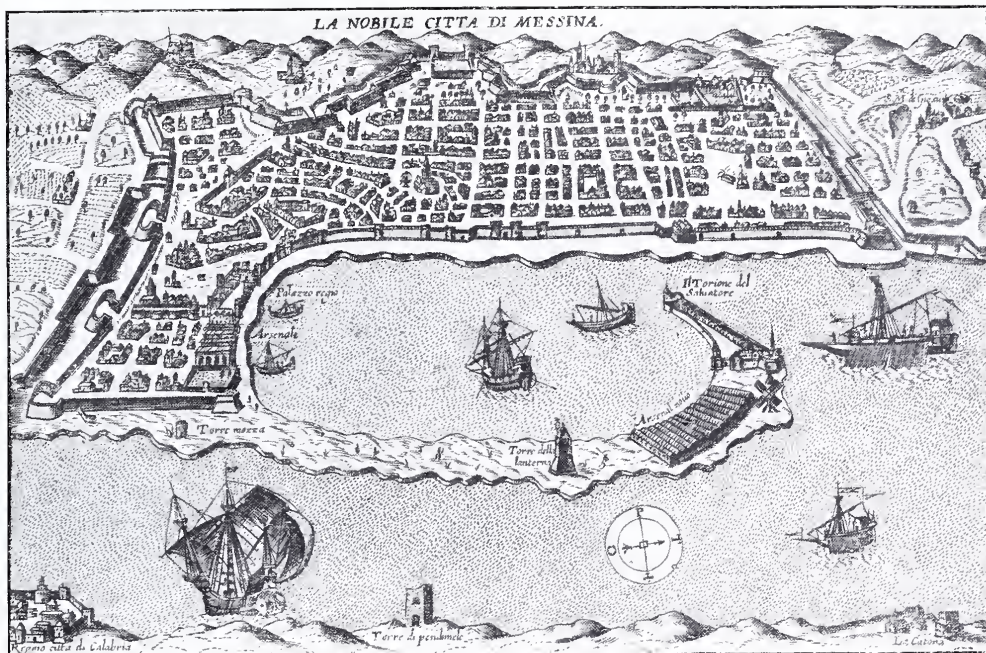 LA NOBILE CITTA DI MESSINA.
Palazzo regio
Il Torione del
Salvatore
Arsenale
Arsenal
Torre mozza
Torre della
lanterna
Torre di
Reggio citta di Calabria
La Catona